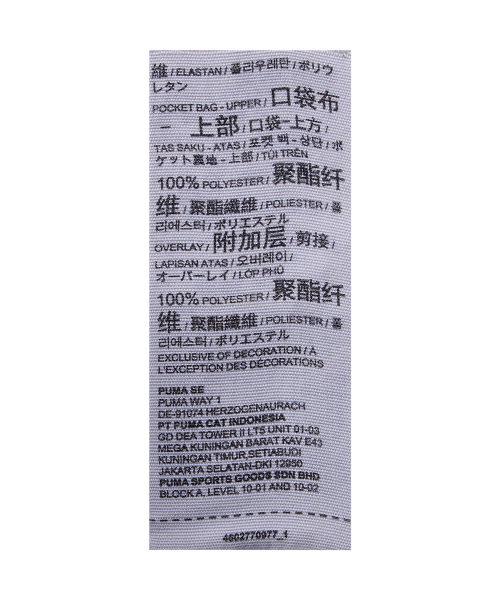 維 / ELASTAN / 폴리우레탄 / ポリウ
レタン
POCKET BAG - UPPER / 口袋布
- 上部 / 口袋-上方 /
TAS SAKU - ATAS / 포켓 백 - 상단 / ポ
ケット裏地 - 上部 / TÚI TRÊN
100% POLYESTER / 聚酯纤
维 / 聚酯纖維 / POLIESTER / 폴
리에스터 / ポリエステル
OVERLAY / 附加层 / 剪接 /
LAPISAN ATAS / 오버레이 /
オーバーレイ / LỚP PHỦ
100% POLYESTER / 聚酯纤
维 / 聚酯纖維 / POLIESTER / 폴
리에스터 / ポリエステル
EXCLUSIVE OF DECORATION / À
L'EXCEPTION DES DÉCORATIONS
PUMA SE
PUMA WAY 1
DE-91074 HERZOGENAURACH
PT PUMA CAT INDONESIA
GD DEA TOWER II LT5 UNIT 01-03
MEGA KUNINGAN BARAT KAV E43
KUNINGAN TIMUR,SETIABUDI
JAKARTA SELATAN-DKI 12950
PUMA SPORTS GOODS SDN BHD
BLOCK A, LEVEL 10-01 AND 10-02
4602770977_1